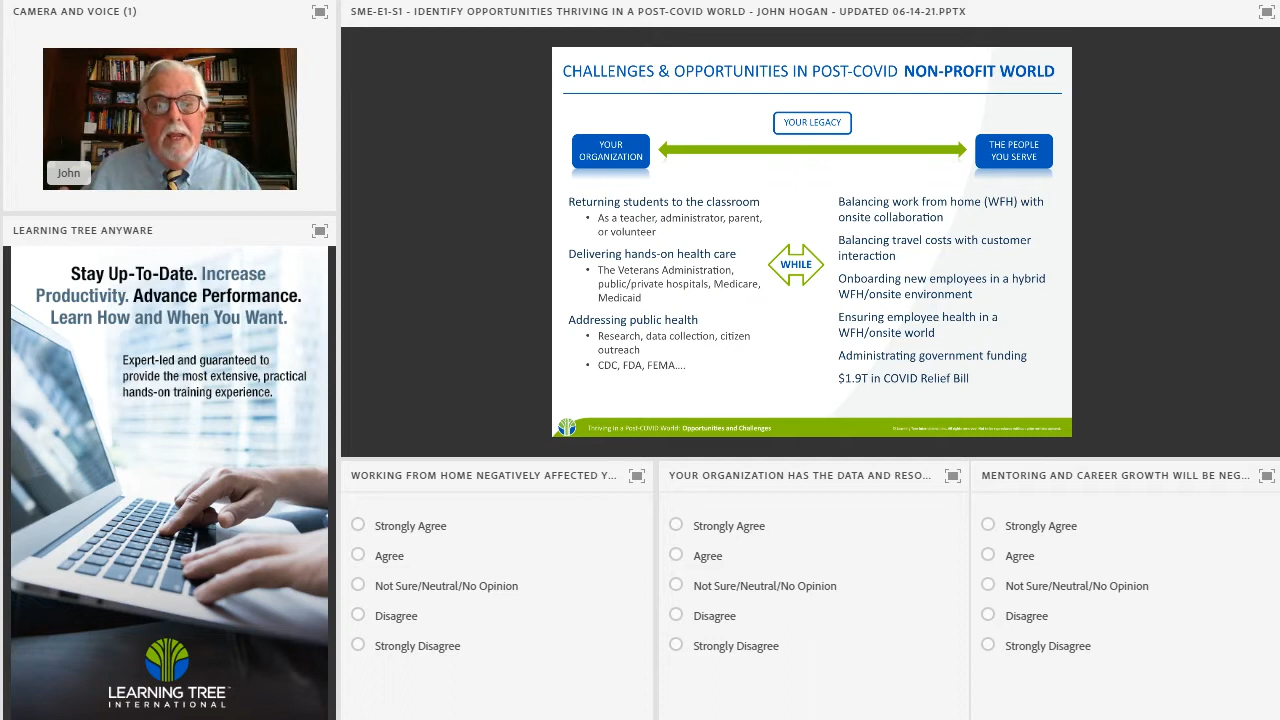 CAMERA AND VOICE (1)
John
LEARNING TREE ANYWARE
Stay Up-To-Date. Increase
Productivity. Advance Performance.
Learn How and When You Want.
Expert-led and guaranteed to
provide the most extensive, practical
hands-on training experience.
LEARNING TREE™
INTERNATIONAL
SME-E1-S1 - IDENTIFY OPPORTUNITIES THRIVING IN A POST-COVID WORLD - JOHN HOGAN - UPDATED 06-14-21.PPTX
CHALLENGES & OPPORTUNITIES IN POST-COVID NON-PROFIT WORLD
YOUR LEGACY
YOUR
ORGANIZATION
THE PEOPLE
YOU SERVE
Returning students to the classroom
• As a teacher, administrator, parent,
or volunteer
Delivering hands-on health care
• The Veterans Administration,
public/private hospitals, Medicare,
Medicaid
Addressing public health
• Research, data collection, citizen
outreach
• CDC, FDA, FEMA....
WHILE
Balancing work from home (WFH) with
onsite collaboration
Balancing travel costs with customer
interaction
Onboarding new employees in a hybrid
WFH/onsite environment
Ensuring employee health in a
WFH/onsite world
Administrating government funding
$1.9T in COVID Relief Bill
Thriving In a Post-COVID World: Opportunities and Challenges
WORKING FROM HOME NEGATIVELY AFFECTED Y...
Strongly Agree
Agree
Not Sure/Neutral/No Opinion
Disagree
Strongly Disagree
YOUR ORGANIZATION HAS THE DATA AND RESO...
Strongly Agree
Agree
Not Sure/Neutral/No Opinion
Disagree
Strongly Disagree
MENTORING AND CAREER GROWTH WILL BE NEG...
Strongly Agree
Agree
Not Sure/Neutral/No Opinion
Disagree
Strongly Disagree